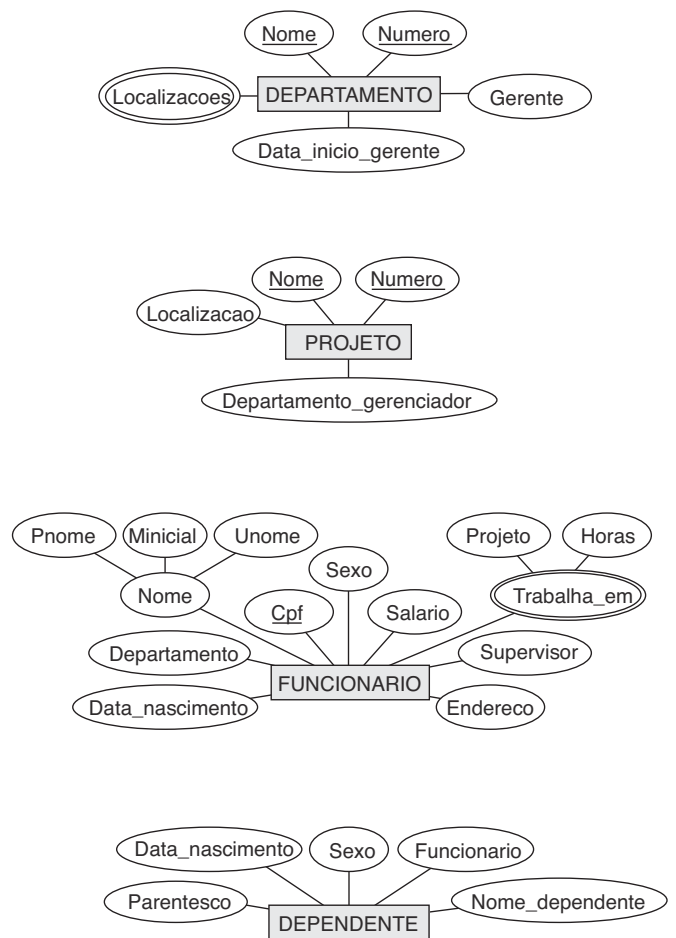 Nome Numero
Localizacoes DEPARTAMENTO Gerente
Data_inicio_gerente
Nome Numero
Localizacao
PROJETO
Departamento_gerenciador
Pnome Minicial Unome Projeto Horas
Sexo
Nome Trabalha_em
Cpf Salario
Departamento Supervisor
FUNCIONARIO
Data_nascimento Endereco
Data_nascimento Sexo Funcionario
Parentesco Nome_dependente
DEPENDENTE